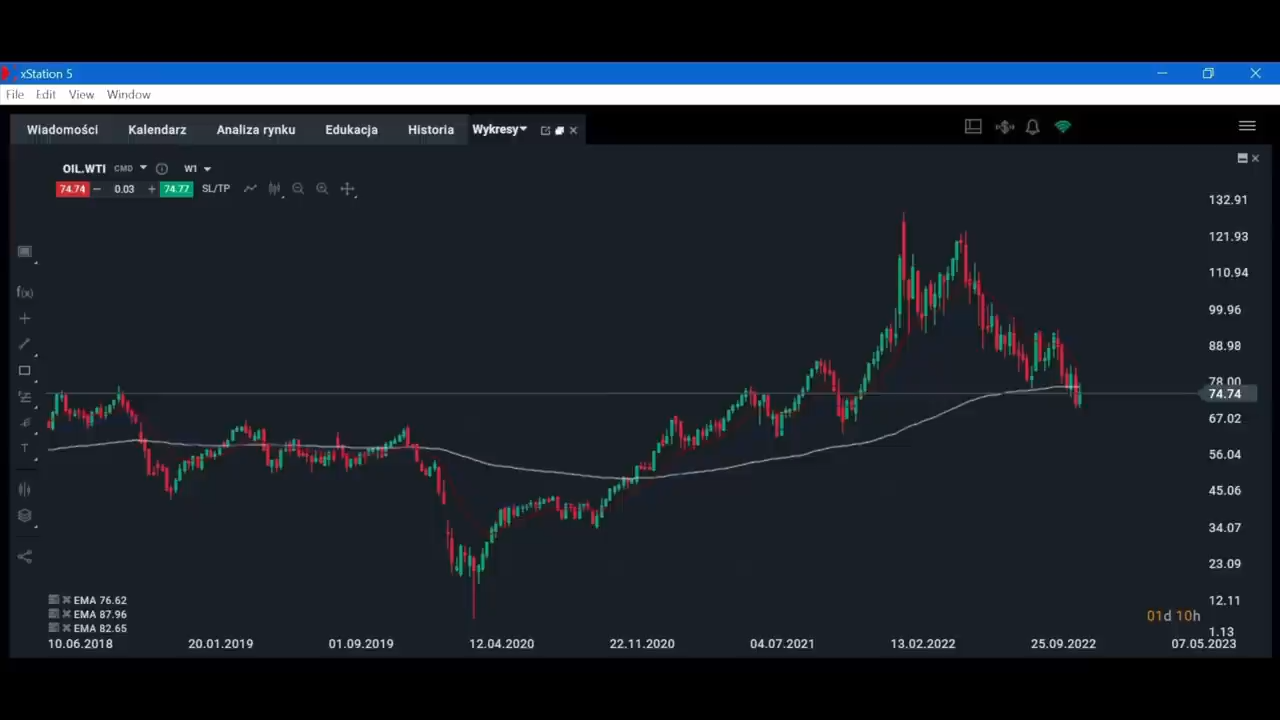 xStation 5
File Edit View Window
Wiadomości Kalendarz Analiza rynku Edukacja Historia Wykresy
OIL.WTI CMD W1
74.74 0.03 74.77 SL/TP
132.91
121.93
110.94
99.96
88.98
78.00
74.74
67.02
56.04
45.06
34.07
23.09
12.11
1.13
f(x)
T
EMA 76.62
EMA 87.96
EMA 82.65
01d 10h
10.06.2018 20.01.2019 01.09.2019 12.04.2020 22.11.2020 04.07.2021 13.02.2022 25.09.2022 07.05.2023